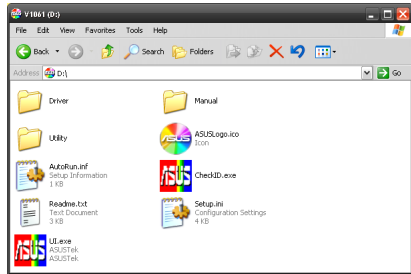 V1061 (D:)
File Edit View Favorites Tools Help
Back Search Folders
Address D:\ Go
Driver
Manual
Utility
ASUSLogo.ico
Icon
AutoRun.inf
Setup Information
1 KB
CheckID.exe
Readme.txt
Text Document
3 KB
Setup.ini
Configuration Settings
4 KB
UI.exe
ASUSTek
ASUSTek